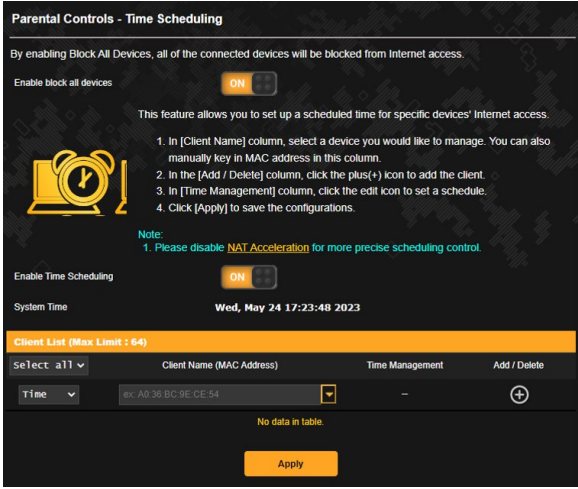 Parental Controls - Time Scheduling
By enabling Block All Devices, all of the connected devices will be blocked from Internet access.
Enable block all devices
ON
This feature allows you to set up a scheduled time for specific devices' Internet access.
1. In [Client Name] column, select a device you would like to manage. You can also
manually key in MAC address in this column.
2. In the [Add / Delete] column, click the plus(+) icon to add the client.
3. In [Time Management] column, click the edit icon to set a schedule.
4. Click [Apply] to save the configurations.
Note:
1. Please disable NAT Acceleration for more precise scheduling control.
Enable Time Scheduling
ON
System Time
Wed, May 24 17:23:48 2023
Client List (Max Limit : 64)
Select all Client Name (MAC Address) Time Management Add / Delete
Time ex: A0:36:BC:9E:CE:54 --
No data in table.
Apply